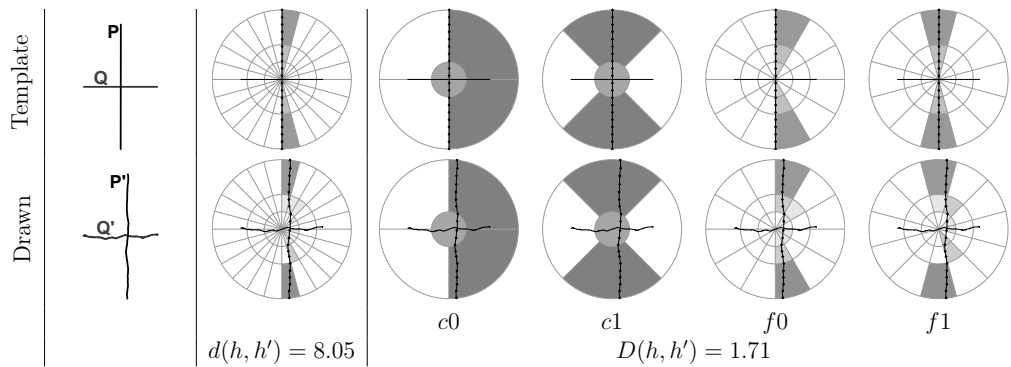 Template
P
Q
Drawn
P'
Q'
c0 c1 f0 f1
d(h, h′) = 8.05 D(h, h′) = 1.71